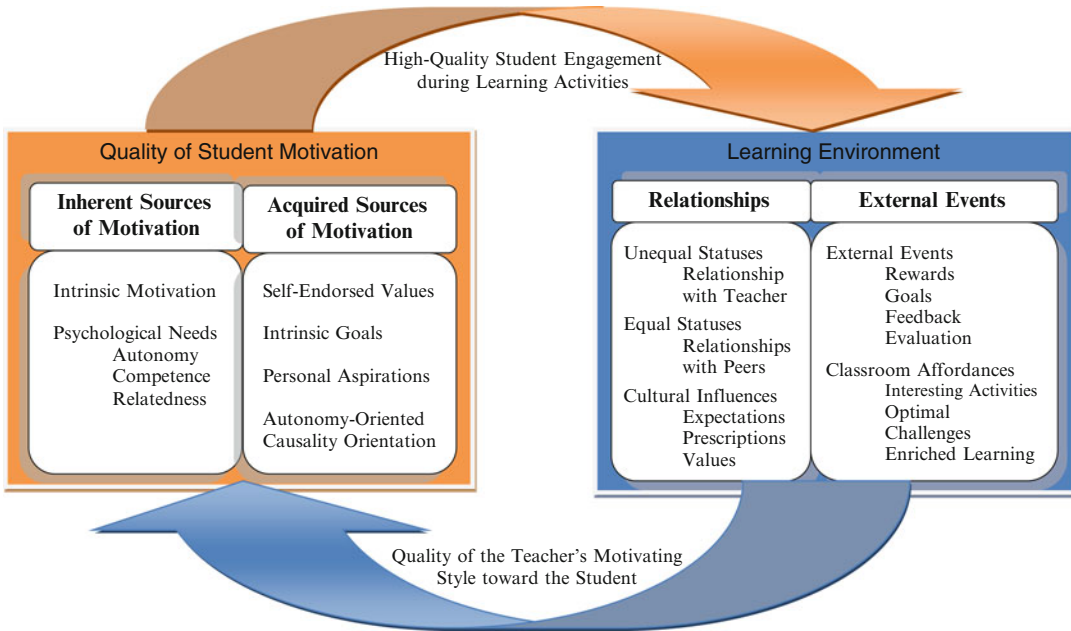 High-Quality Student Engagement
during Learning Activities
Quality of Student Motivation
Inherent Sources
of Motivation
Acquired Sources
of Motivation
Intrinsic Motivation
Psychological Needs
Autonomy
Competence
Relatedness
Self-Endorsed Values
Intrinsic Goals
Personal Aspirations
Autonomy-Oriented
Causality Orientation
Learning Environment
Relationships
External Events
Unequal Statuses
Relationship
with Teacher
Equal Statuses
Relationships
with Peers
Cultural Influences
Expectations
Prescriptions
Values
External Events
Rewards
Goals
Feedback
Evaluation
Classroom Affordances
Interesting Activities
Optimal
Challenges
Enriched Learning
Quality of the Teacher’s Motivating
Style toward the Student